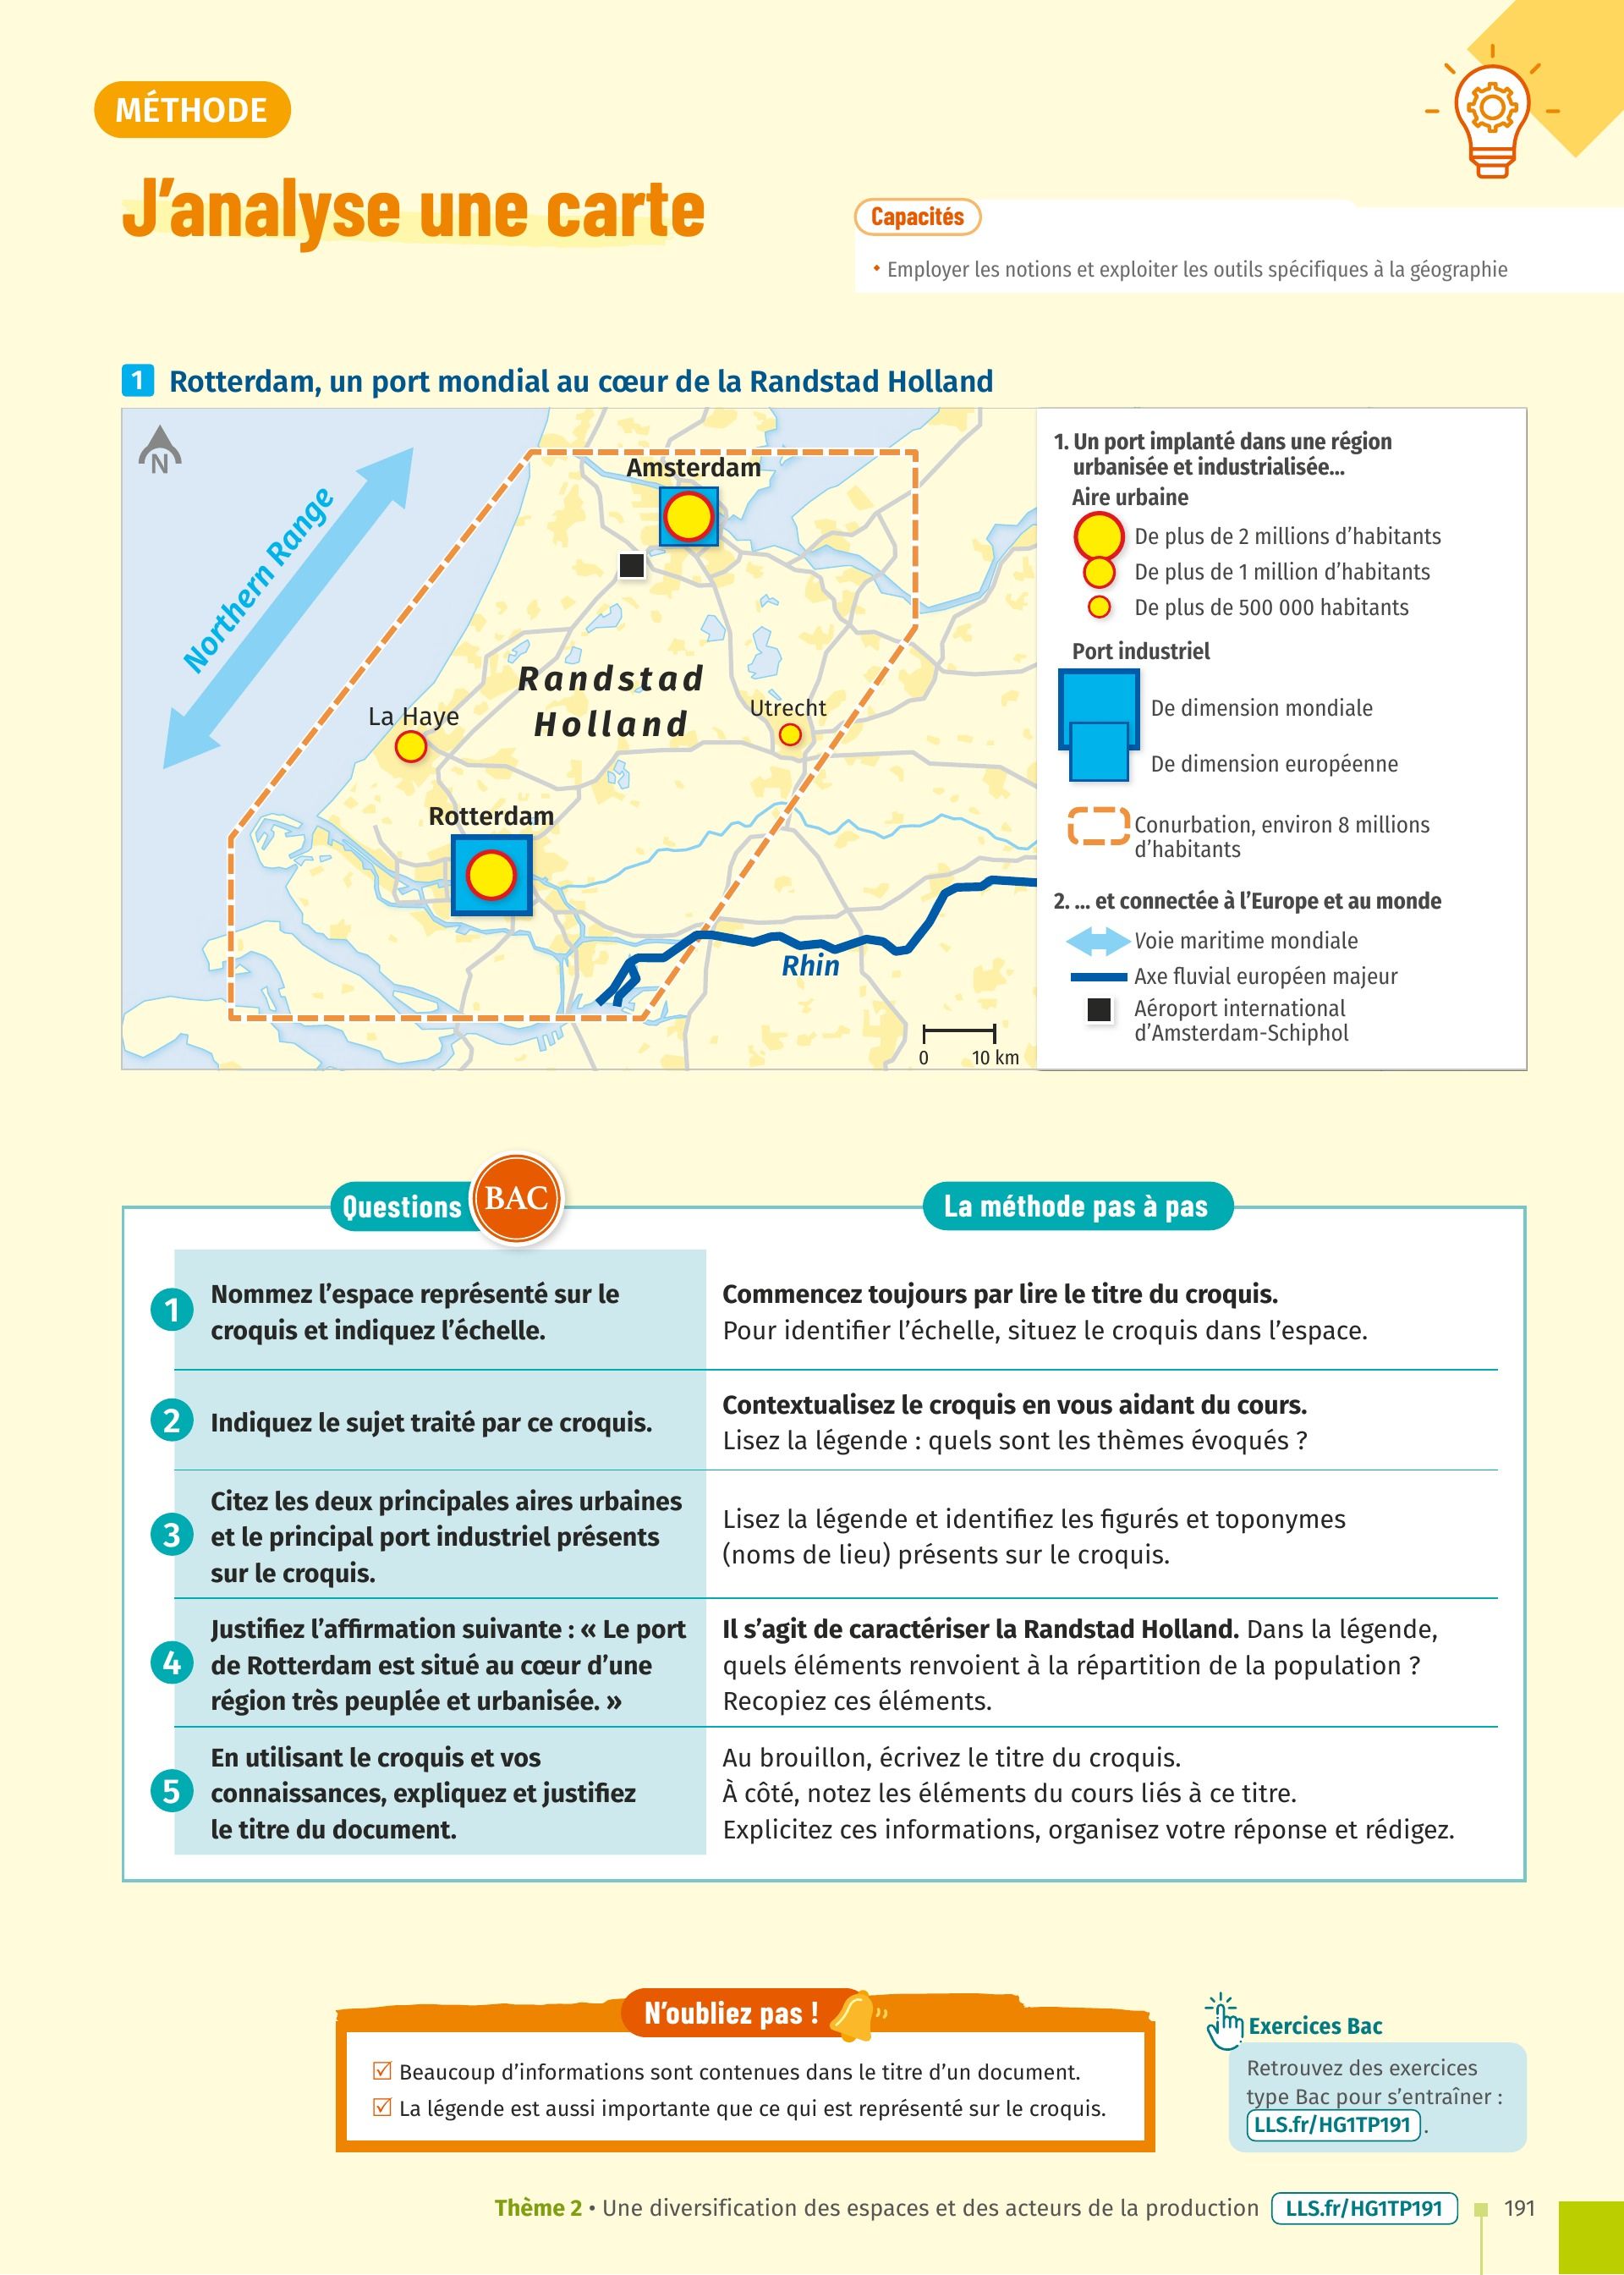 MÉTHODE
J'analyse une carte
Capacités
• Employer les notions et exploiter les outils spécifiques à la géographie
1 Rotterdam, un port mondial au cœur de la Randstad Holland
N
Northern Range
Amsterdam
Randstad
Holland
La Haye
Utrecht
Rotterdam
Rhin
0 10 km
1. Un port implanté dans une région
urbanisée et industrialisée...
Aire urbaine
De plus de 2 millions d'habitants
De plus de 1 million d'habitants
De plus de 500 000 habitants
Port industriel
De dimension mondiale
De dimension européenne
Conurbation, environ 8 millions
d'habitants
2. ... et connectée à l'Europe et au monde
Voie maritime mondiale
Axe fluvial européen majeur
Aéroport international
d'Amsterdam-Schiphol
Questions BAC
La méthode pas à pas
1 Nommez l'espace représenté sur le
croquis et indiquez l'échelle.
Commencez toujours par lire le titre du croquis.
Pour identifier l'échelle, situez le croquis dans l'espace.
2 Indiquez le sujet traité par ce croquis.
Contextualisez le croquis en vous aidant du cours.
Lisez la légende : quels sont les thèmes évoqués ?
3 Citez les deux principales aires urbaines
et le principal port industriel présents
sur le croquis.
Lisez la légende et identifiez les figurés et toponymes
(noms de lieu) présents sur le croquis.
4 Justifiez l'affirmation suivante : « Le port
de Rotterdam est situé au cœur d'une
région très peuplée et urbanisée. »
Il s'agit de caractériser la Randstad Holland. Dans la légende,
quels éléments renvoient à la répartition de la population ?
Recopiez ces éléments.
5 En utilisant le croquis et vos
connaissances, expliquez et justifiez
le titre du document.
Au brouillon, écrivez le titre du croquis.
À côté, notez les éléments du cours liés à ce titre.
Explicitez ces informations, organisez votre réponse et rédigez.
N'oubliez pas !
Beaucoup d'informations sont contenues dans le titre d'un document.
La légende est aussi importante que ce qui est représenté sur le croquis.
Exercices Bac
Retrouvez des exercices
type Bac pour s'entraîner :
LLS.fr/HG1TP191 .
Thème 2 • Une diversification des espaces et des acteurs de la production LLS.fr/HG1TP191 191